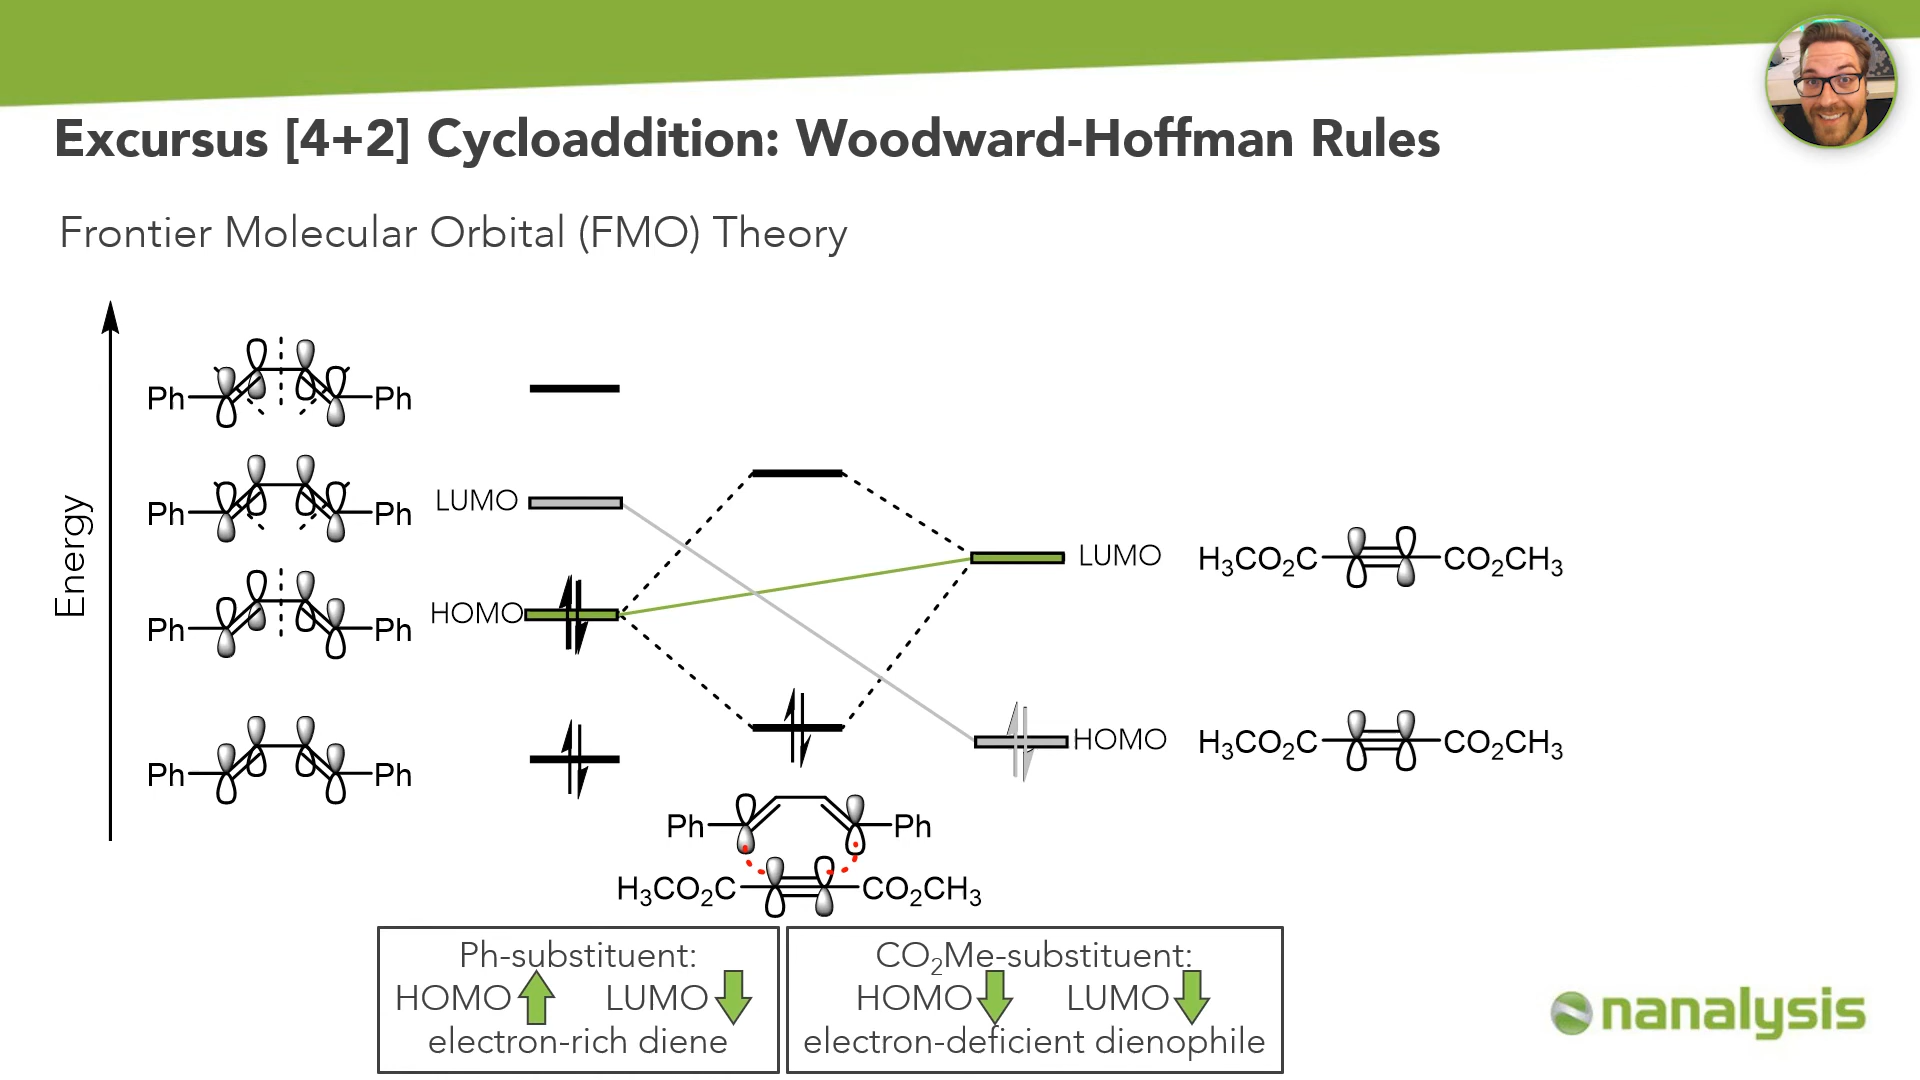 Excursus [4+2] Cycloaddition: Woodward-Hoffman Rules
Frontier Molecular Orbital (FMO) Theory
Energy
Ph Ph
LUMO
Ph Ph
LUMO
H₃CO₂C CO₂CH₃
HOMO
Ph Ph
HOMO
H₃CO₂C CO₂CH₃
Ph Ph
Ph Ph
H₃CO₂C CO₂CH₃
Ph-substituent:
HOMO LUMO
electron-rich diene
CO₂Me-substituent:
HOMO LUMO
electron-deficient dienophile
nanalysis